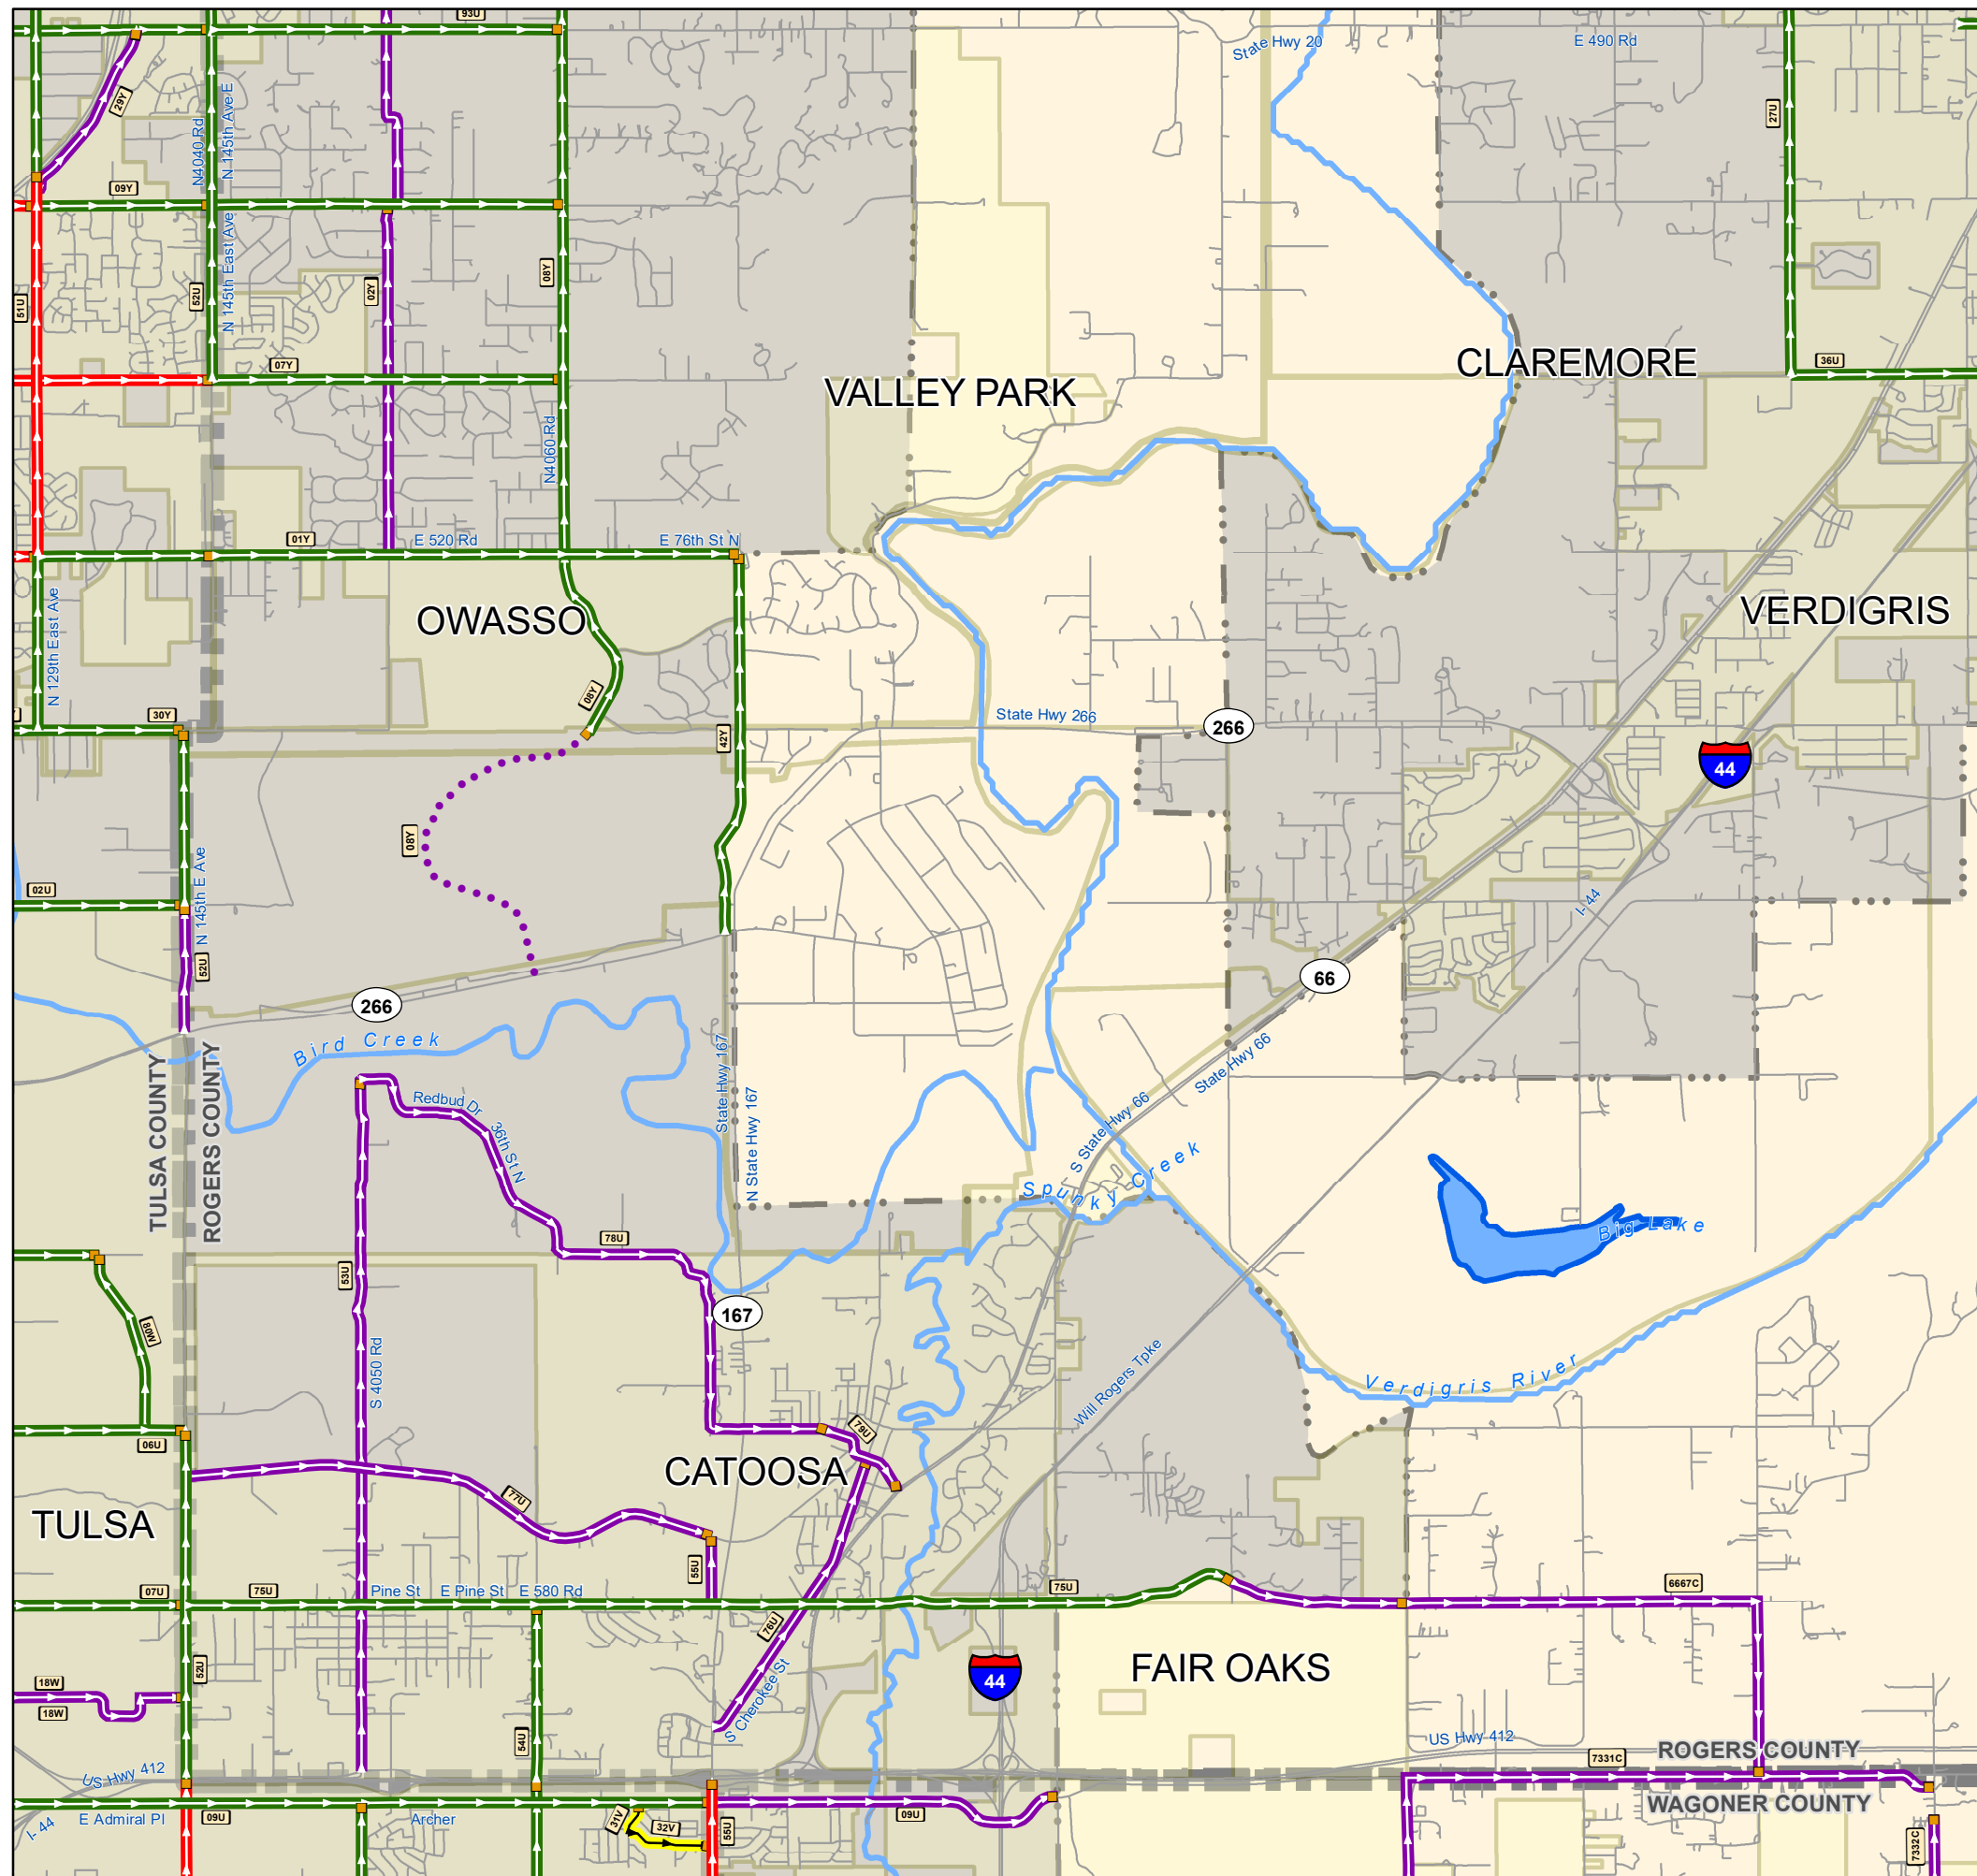 93U
State Hwy 20
E 490 Rd
29Y
N4040 Rd
N 145th Ave E
27U
09Y
N 145th East Ave
51U
52U
02Y
08Y
07Y
36U
VALLEY PARK
CLAREMORE
N4060 Rd
01Y
E 520 Rd
E 76th St N
N 129th East Ave
OWASSO
VERDIGRIS
08Y
30Y
State Hwy 266
266
42Y
44
08Y
02U
N 145th E Ave
52U
I- 44
66
266
Bird Creek
State Hwy 167
N State Hwy 167
State Hwy 66
S State Hwy 66
TULSA COUNTY
ROGERS COUNTY
Redbud Dr
36th St N
Spunky Creek
Big Lake
78U
53U
167
80W
S 4050 Rd
Will Rogers Tpke
Verdigris River
06U
79U
CATOOSA
77U
TULSA
55U
07U
75U
Pine St
E Pine St
E 580 Rd
75U
6667C
76U
FAIR OAKS
52U
18W
18W
44
S Cherokee St
54U
US Hwy 412
US Hwy 412
7331C
ROGERS COUNTY
WAGONER COUNTY
09U
E Admiral Pl
I- 44
Archer
31V
32V
55U
09U
7332C